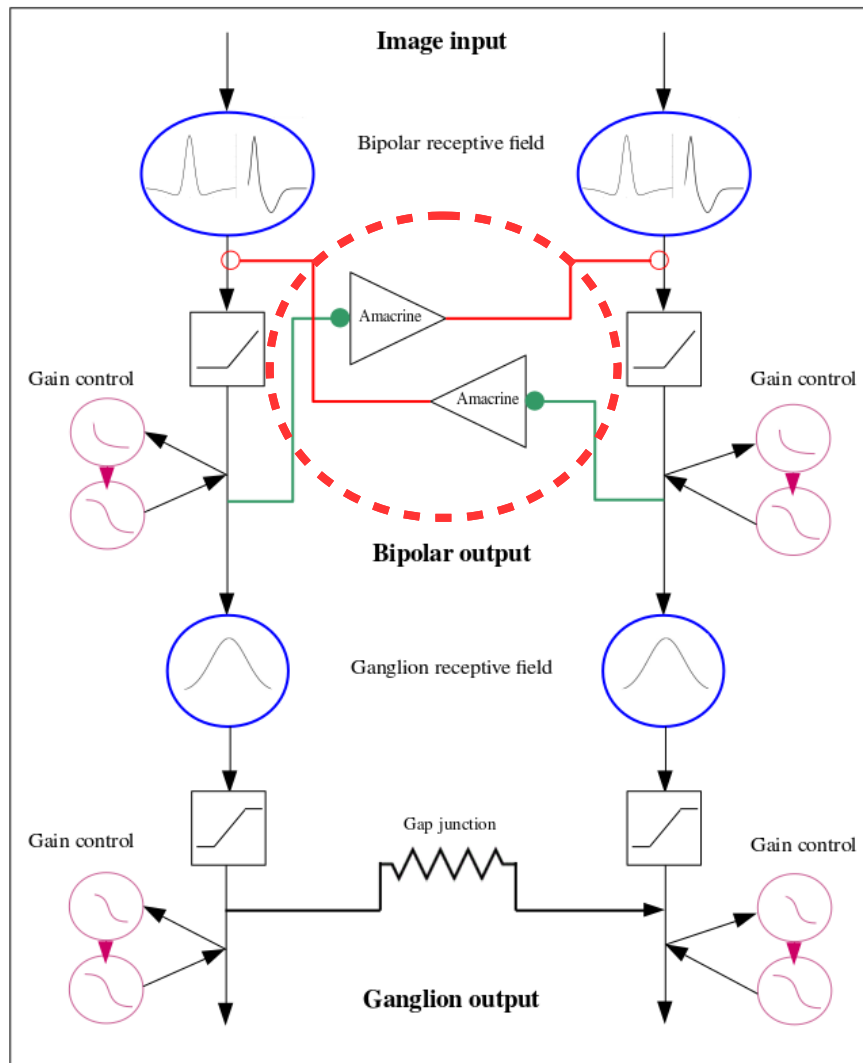 Image input
Bipolar receptive field
Amacrine
Gain control
Amacrine
Gain control
Bipolar output
Ganglion receptive field
Gap junction
Gain control
Gain control
Ganglion output